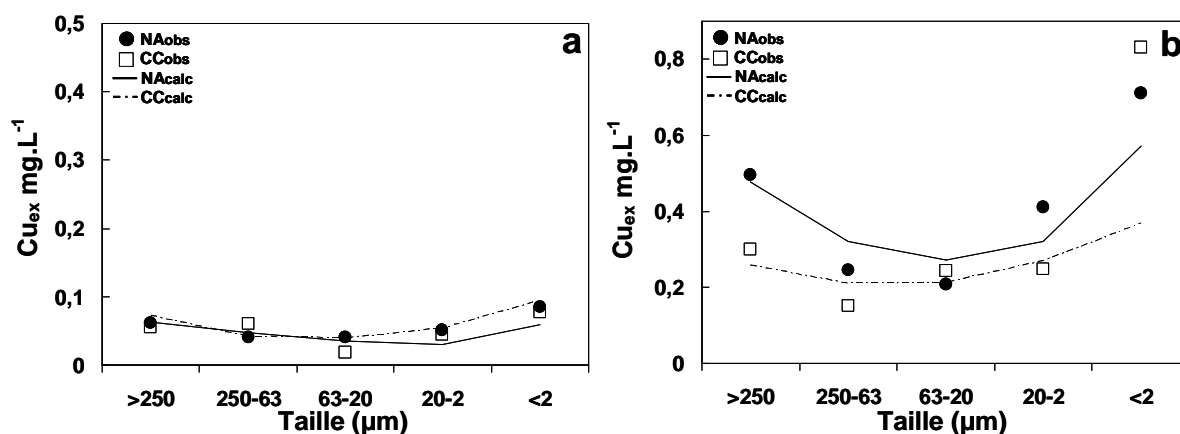 a
NAobs
CCobs
NAcalc
CCcalc
0,5
0,4
0,3
0,2
0,1
0
Cuex mg.L-1
>250 250-63 63-20 20-2 <2
Taille (µm)
b
NAobs
CCobs
NAcalc
CCcalc
0,8
0,6
0,4
0,2
0
Cuex mg.L-1
>250 250-63 63-20 20-2 <2
Taille (µm)